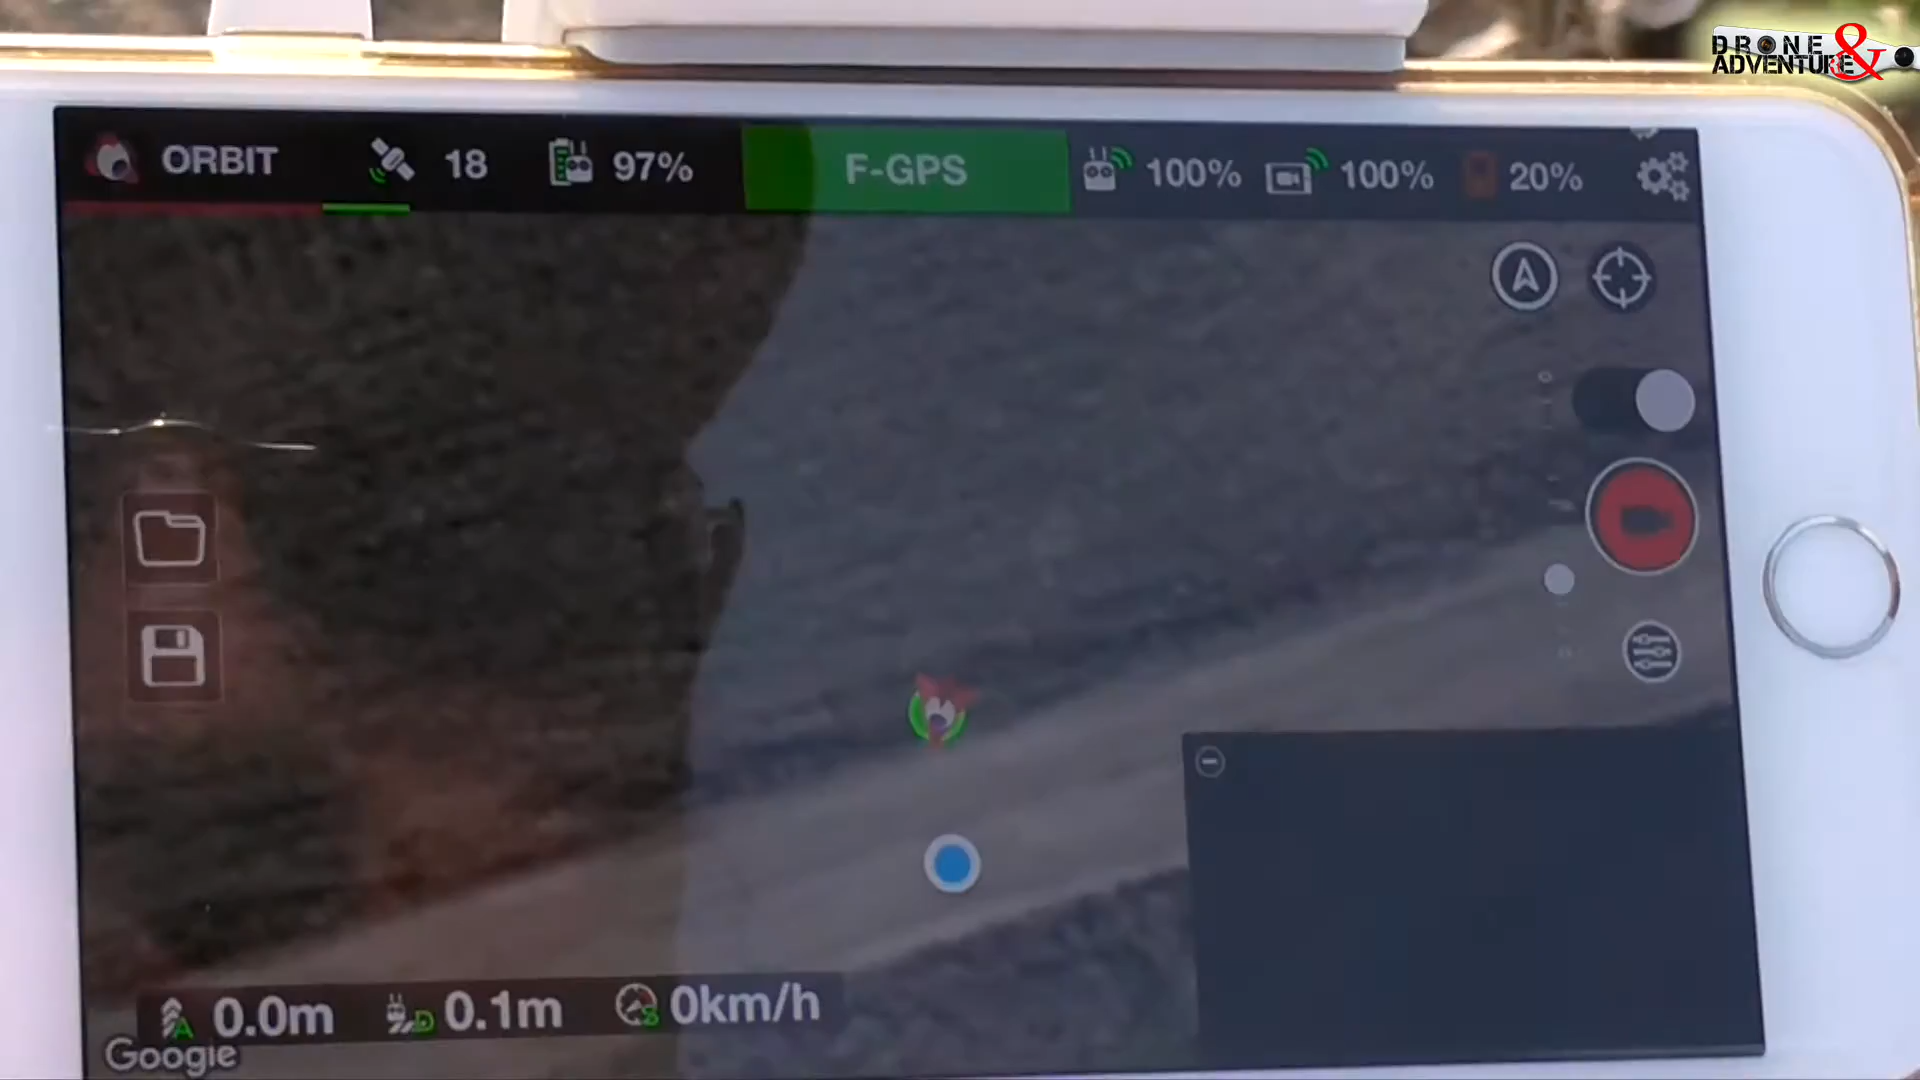 DRONE &
ADVENTURE
ORBIT 18 97% F-GPS 100% 100% 20%
A 0.0m D 0.1m S 0km/h
Google